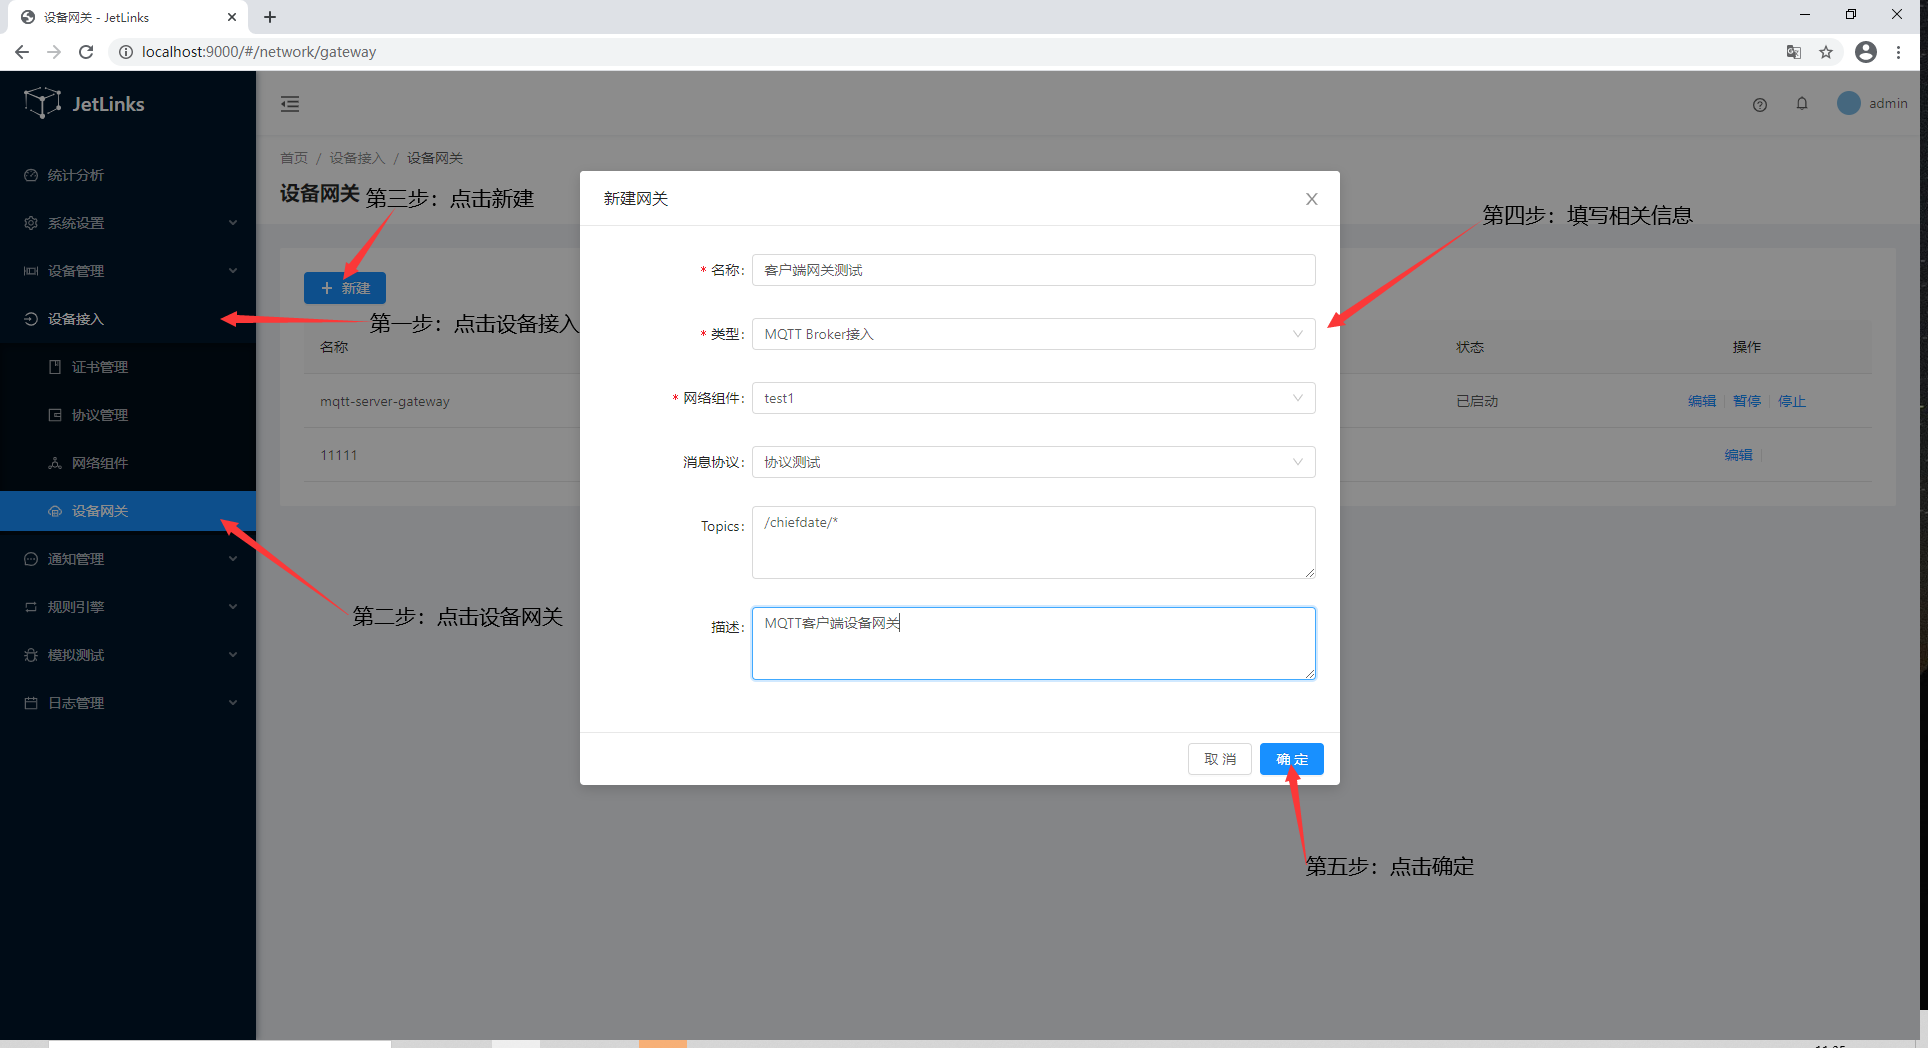 设备网关 - JetLinks
localhost:9000/#/network/gateway
JetLinks
admin
统计分析
系统设置
设备管理
设备接入
证书管理
协议管理
网络组件
设备网关
通知管理
规则引擎
模拟测试
日志管理
首页 / 设备接入 / 设备网关
设备网关
第三步：点击新建
+ 新建
第一步：点击设备接入
第二步：点击设备网关
名称
状态
操作
mqtt-server-gateway
已启动
编辑 暂停 停止
11111
编辑
新建网关
* 名称: 客户端网关测试
* 类型: MQTT Broker接入
* 网络组件: test1
消息协议: 协议测试
Topics: /chiefdate/*
描述: MQTT客户端设备网关
取 消
确 定
第四步：填写相关信息
第五步：点击确定